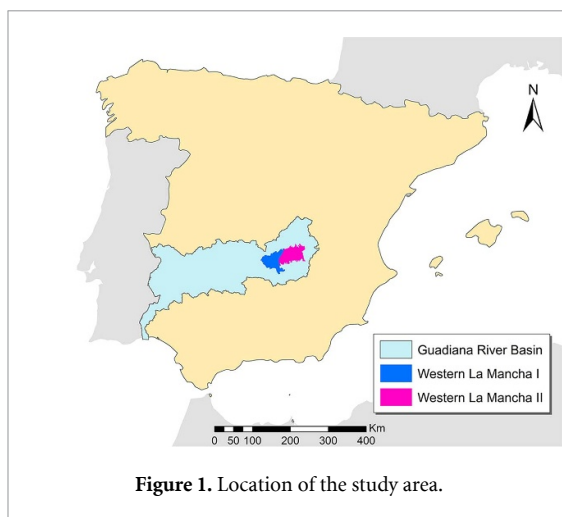 N
Guadiana River Basin
Western La Mancha I
Western La Mancha II
Km
0 50 100 200 300 400
Figure 1. Location of the study area.